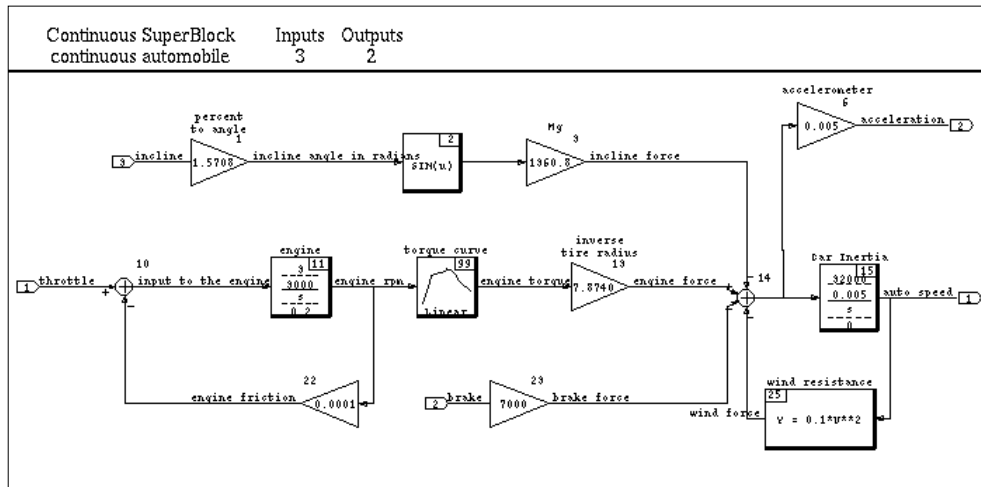 Continuous SuperBlock Inputs Outputs
continuous automobile 3 2
accelerometer
6
0.005
acceleration
2
percent
to angle
1
3
incline
1.5708
incline angle in radians
2
SIN(u)
Mg
3
1360.8
incline force
10
1
throttle
+
-
input to the engine
engine
11
3
3000
s
0.2
engine rpm
torque curve
99
Linear
engine torque
inverse
tire radius
13
7.8740
engine force
-
14
+
-
-
Car Inertia
15
0.005
s
0
auto speed
1
22
engine friction
0.0001
2
brake
23
7000
brake force
wind resistance
25
wind force
Y = 0.1*U**2